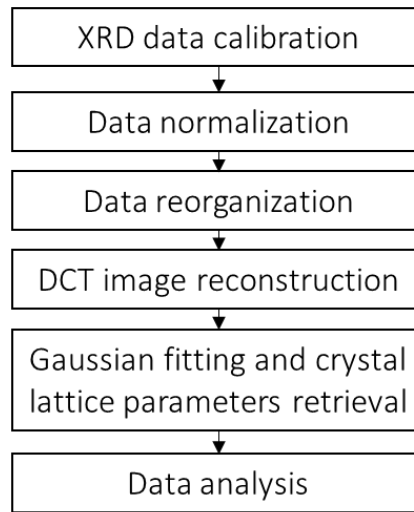 XRD data calibration
Data normalization
Data reorganization
DCT image reconstruction
Gaussian fitting and crystal
lattice parameters retrieval
Data analysis